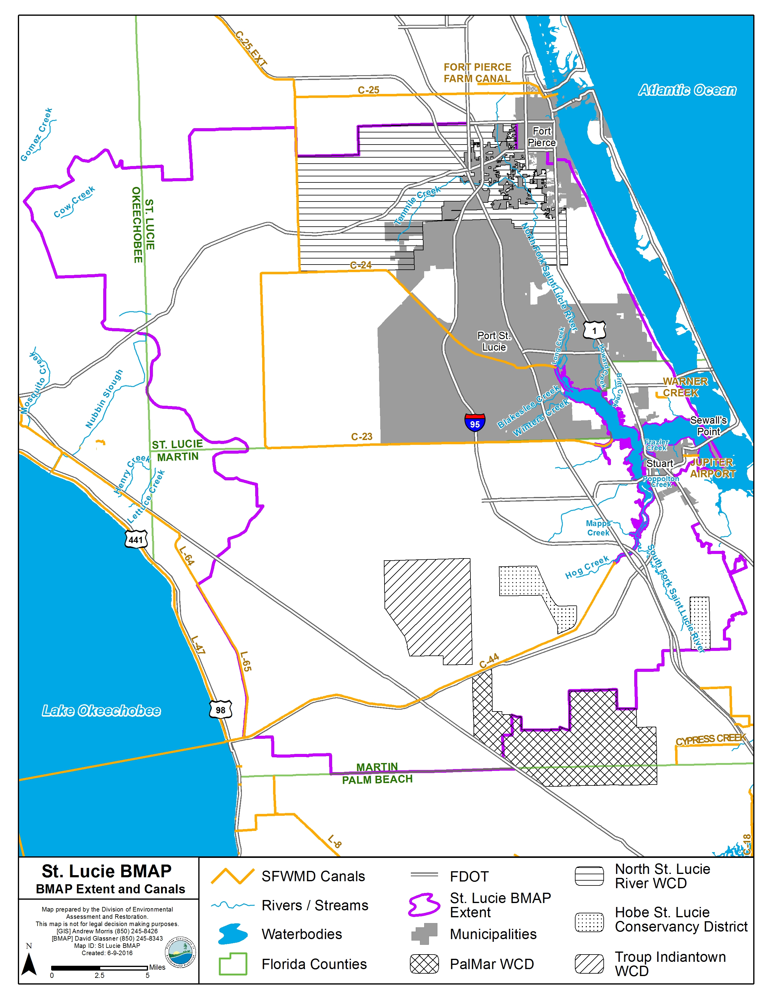 C-25 EXT
FORT PIERCE
FARM CANAL
C-25
Atlantic Ocean
Gomez Creek
Fort
Pierce
Cow Creek
ST. LUCIE
OKEECHOBEE
Tenmile Creek
North Fork Saint Lucie River
C-24
1
Port St.
Lucie
Long Creek
Howard Creek
Britt Creek
WARNER
CREEK
Mosquito Creek
Nubbin Slough
Blakeslee Creek
Winters Creek
95
Sewall's
Point
C-23
ST. LUCIE
MARTIN
Frazier
Creek
Stuart
JUPITER
AIRPORT
Henry Creek
Lettuce Creek
Poppolton
Creek
Mapps
Creek
441
L-64
Hog Creek
South Fork Saint Lucie River
L-47
L-65
C-44
Lake Okeechobee
98
CYPRESS CREEK
MARTIN
PALM BEACH
L-8
C-18
St. Lucie BMAP
BMAP Extent and Canals
Map prepared by the Division of Environmental
Assessment and Restoration.
This map is not for legal decision making purposes.
[GIS] Andrew Morris (850) 245-8426
[BMAP] David Glassner (850) 245-8343
Map ID: St Lucie BMAP
Created: 6-9-2016
N
Miles
0 2.5 5
SFWMD Canals
Rivers / Streams
Waterbodies
Florida Counties
FDOT
St. Lucie BMAP
Extent
Municipalities
PalMar WCD
North St. Lucie
River WCD
Hobe St. Lucie
Conservancy District
Troup Indiantown
WCD